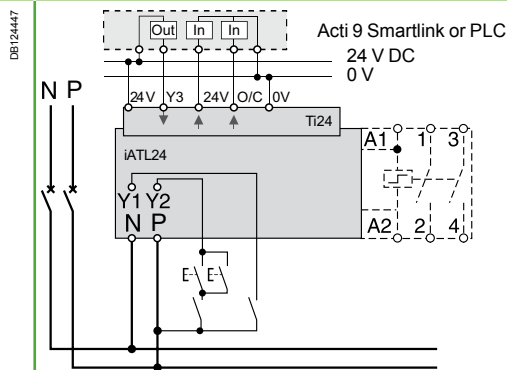 DB124447
Out In In
Acti 9 Smartlink or PLC
24 V DC
0 V
N P
24 V Y3 24V O/C 0V
Ti24
iATL24
A1 1 3
Y1 Y2
N P
A2 2 4
E E